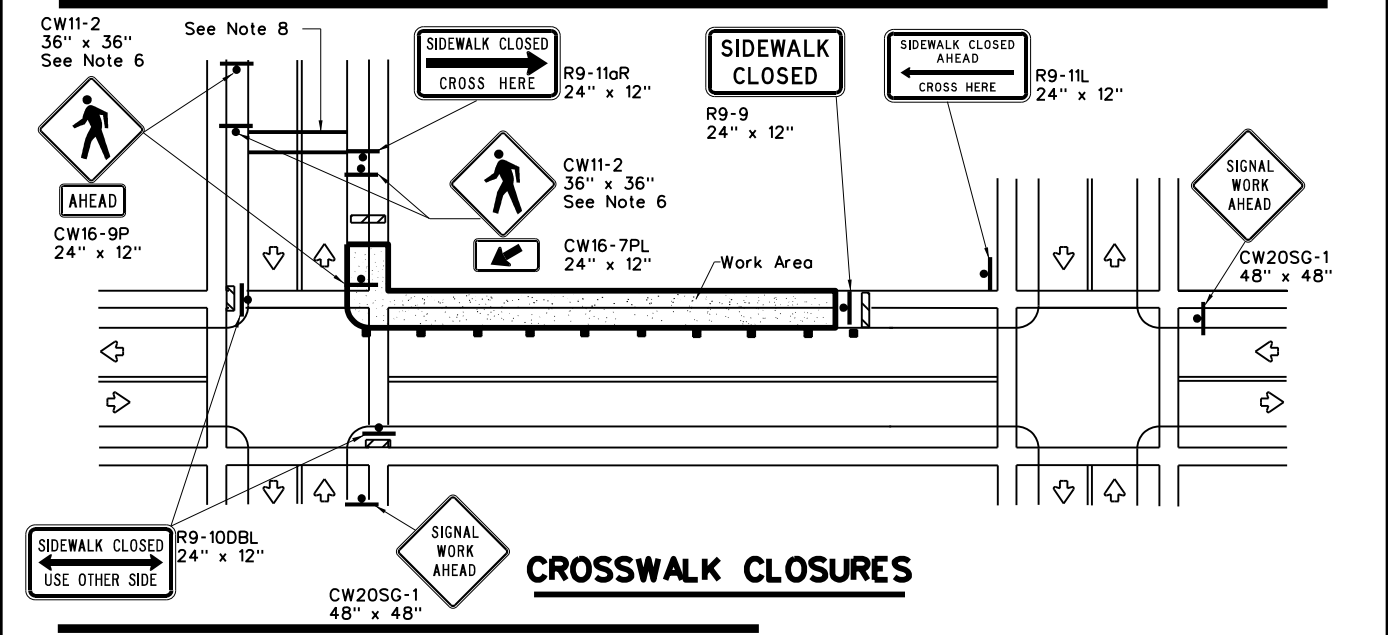 CW11-2
36" x 36"
See Note 6
AHEAD
CW16-9P
24" x 12"
See Note 8
SIDEWALK CLOSED
CROSS HERE
R9-11aR
24" x 12"
CW11-2
36" x 36"
See Note 6
CW16-7PL
24" x 12"
SIDEWALK
CLOSED
R9-9
24" x 12"
SIDEWALK CLOSED
AHEAD
CROSS HERE
R9-11L
24" x 12"
SIGNAL
WORK
AHEAD
CW20SG-1
48" x 48"
Work Area
SIDEWALK CLOSED
USE OTHER SIDE
R9-10DBL
24" x 12"
SIGNAL
WORK
AHEAD
CW20SG-1
48" x 48"
CROSSWALK CLOSURES